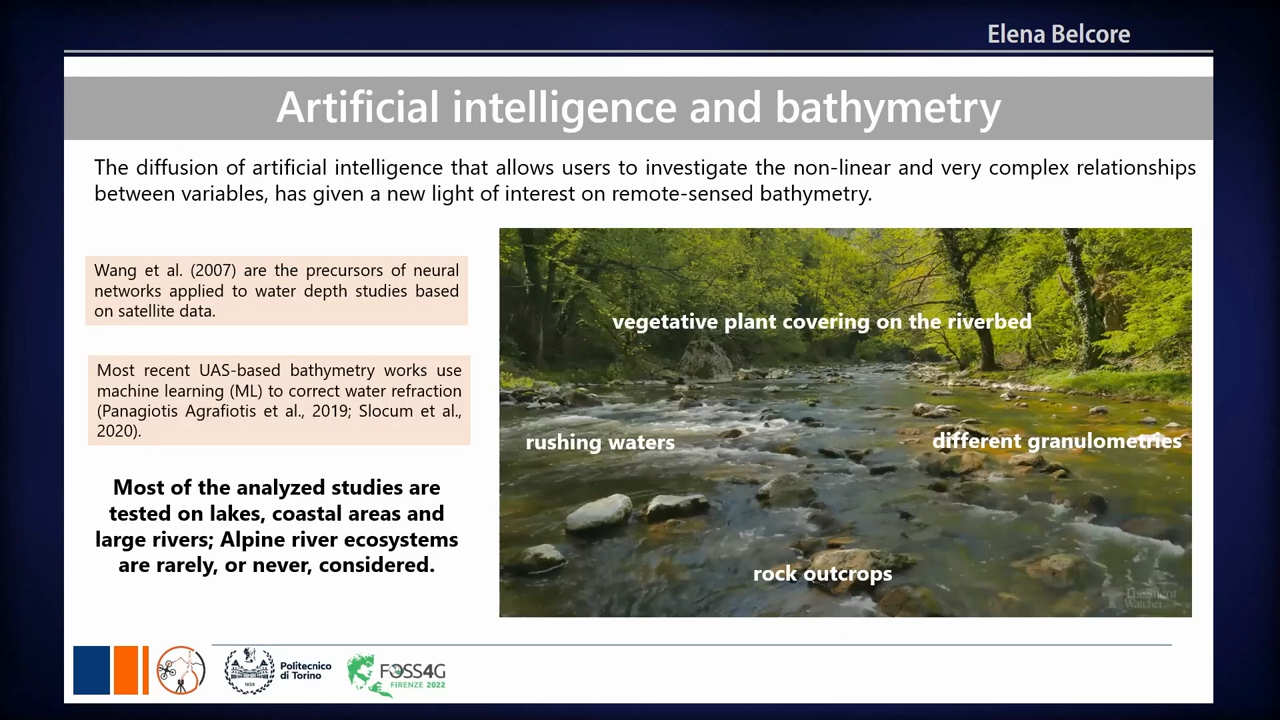 Elena Belcore
Artificial intelligence and bathymetry
The diffusion of artificial intelligence that allows users to investigate the non-linear and very complex relationships
between variables, has given a new light of interest on remote-sensed bathymetry.
Wang et al. (2007) are the precursors of neural
networks applied to water depth studies based
on satellite data.
Most recent UAS-based bathymetry works use
machine learning (ML) to correct water refraction
(Panagiotis Agrafiotis et al., 2019; Slocum et al.,
2020).
Most of the analyzed studies are
tested on lakes, coastal areas and
large rivers; Alpine river ecosystems
are rarely, or never, considered.
vegetative plant covering on the riverbed
rushing waters
different granulometries
rock outcrops
The Silent
Watcher
Politecnico
di Torino
1859
FOSS4G
FIRENZE 2022